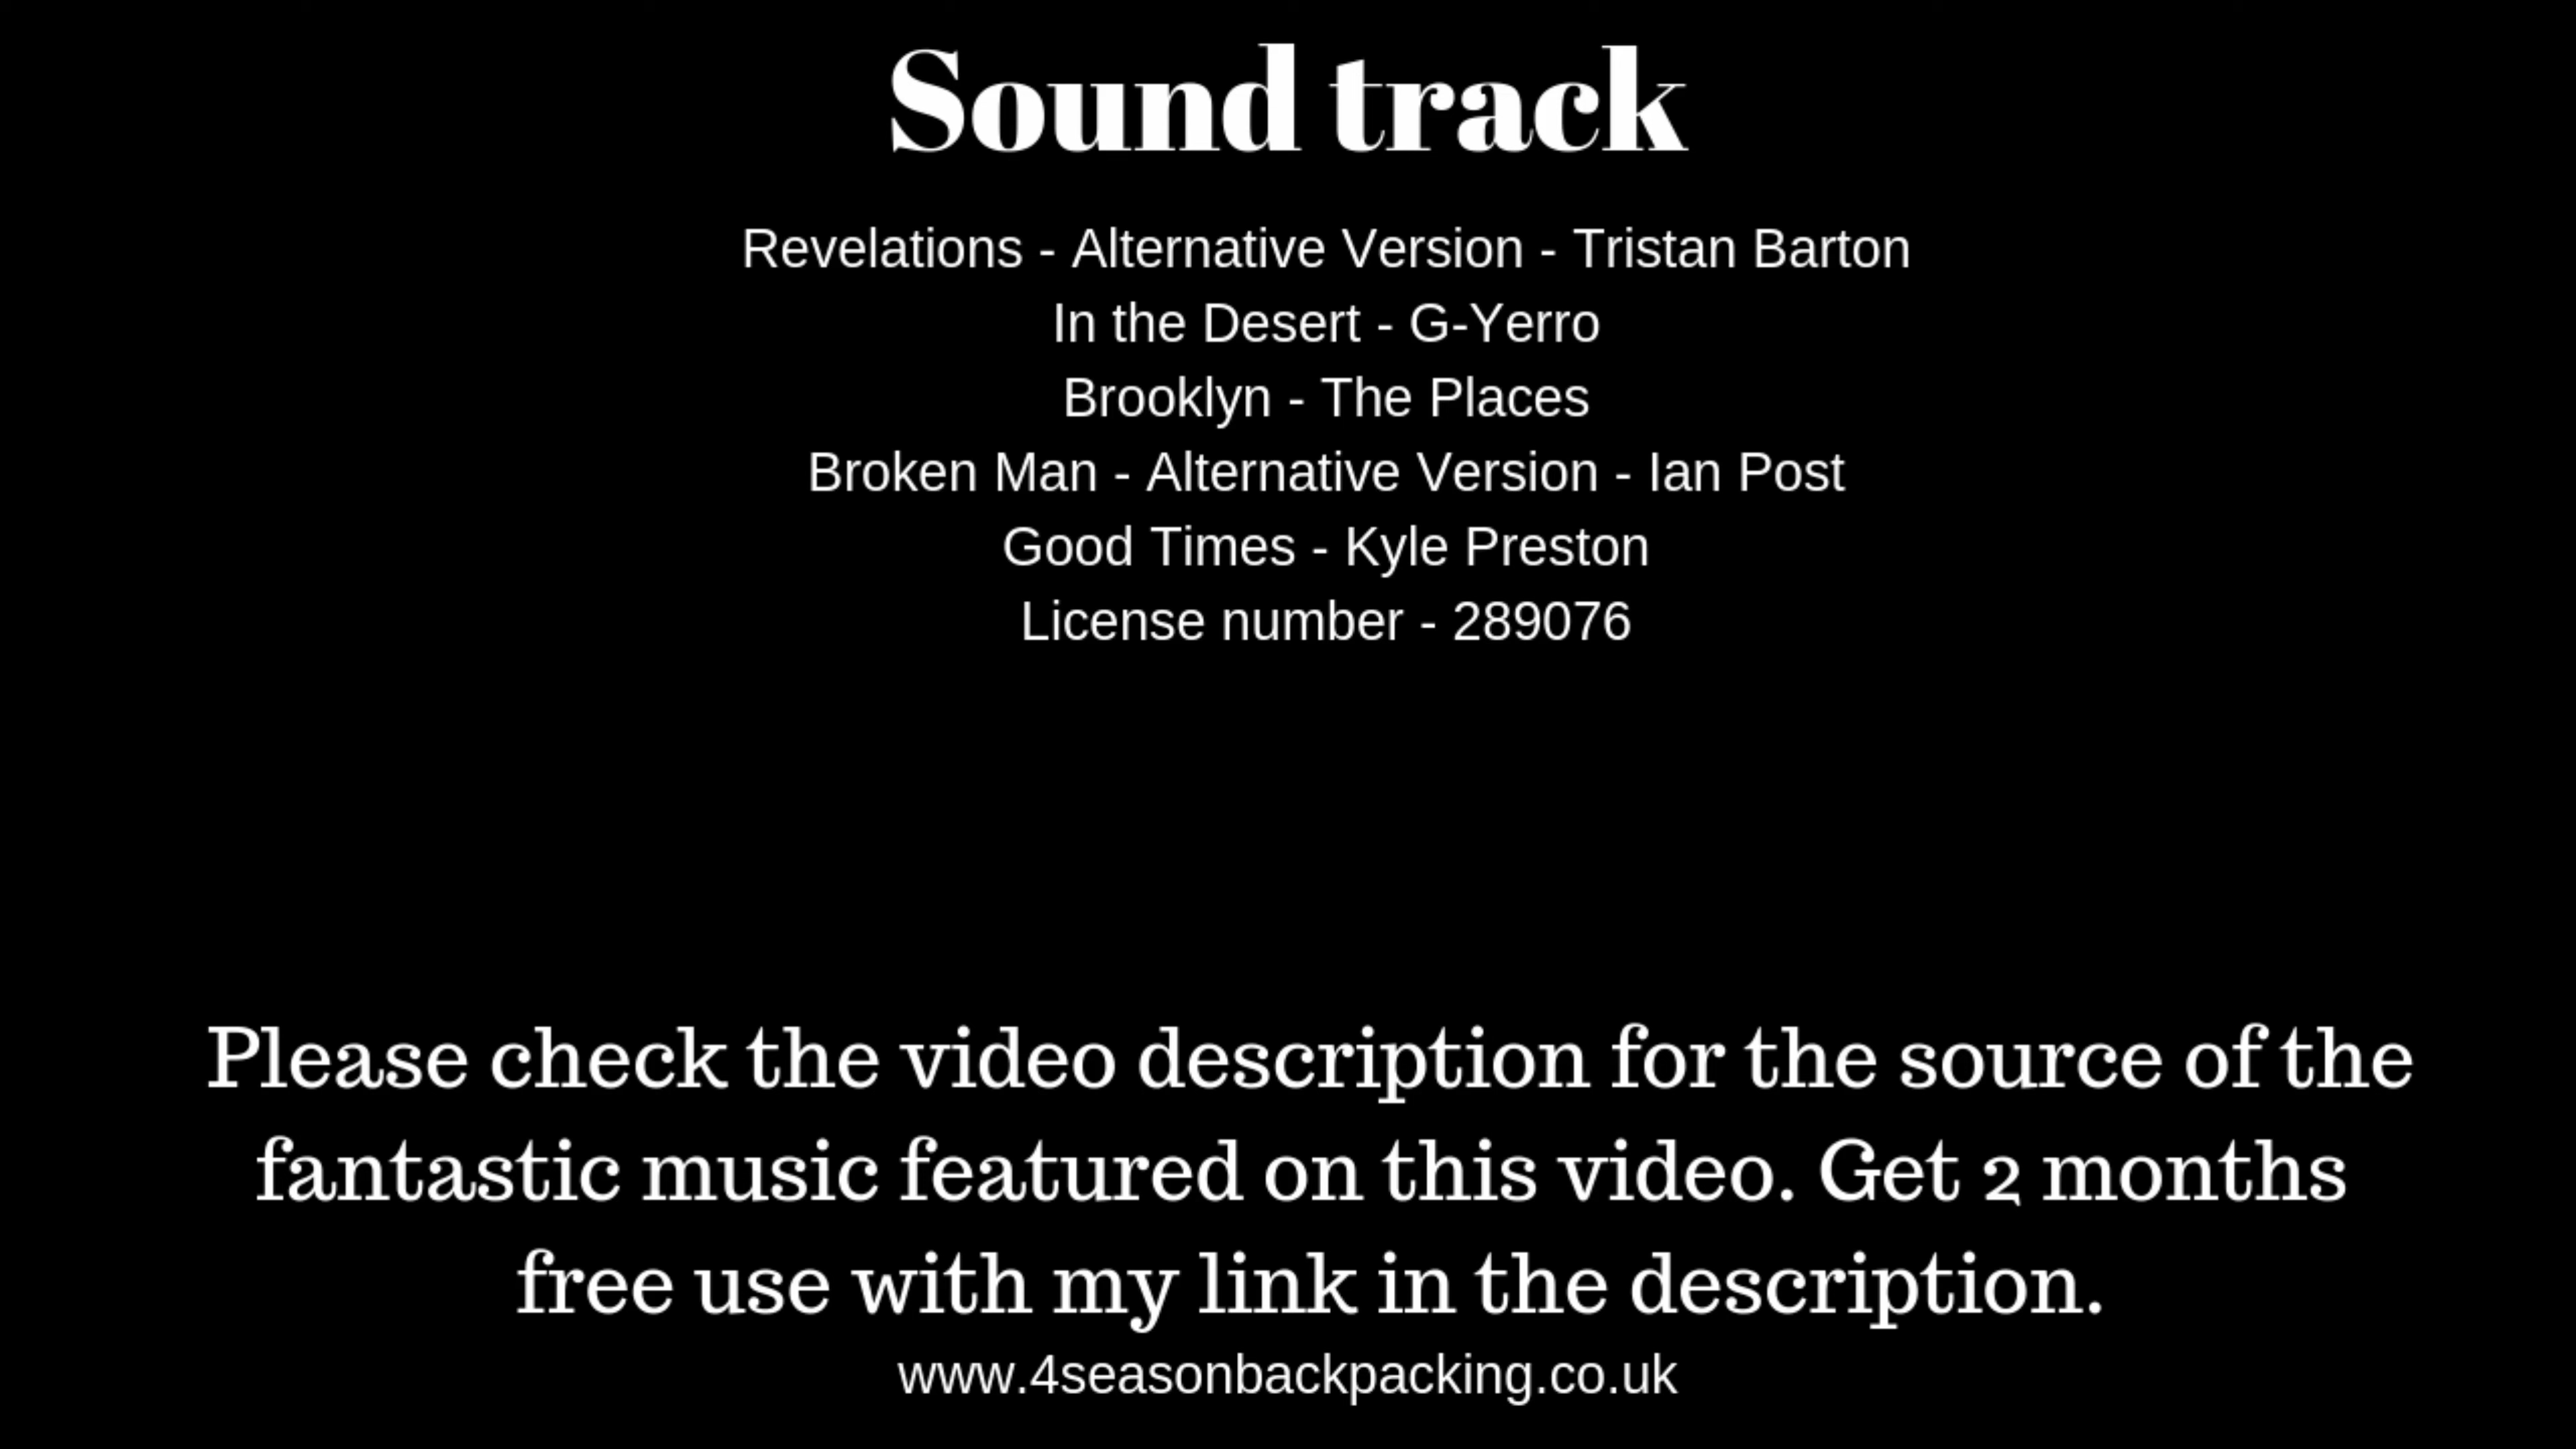 Sound track
Revelations - Alternative Version - Tristan Barton
In the Desert - G-Yerro
Brooklyn - The Places
Broken Man - Alternative Version - Ian Post
Good Times - Kyle Preston
License number - 289076
Please check the video description for the source of the
fantastic music featured on this video. Get 2 months
free use with my link in the description.
www.4seasonbackpacking.co.uk